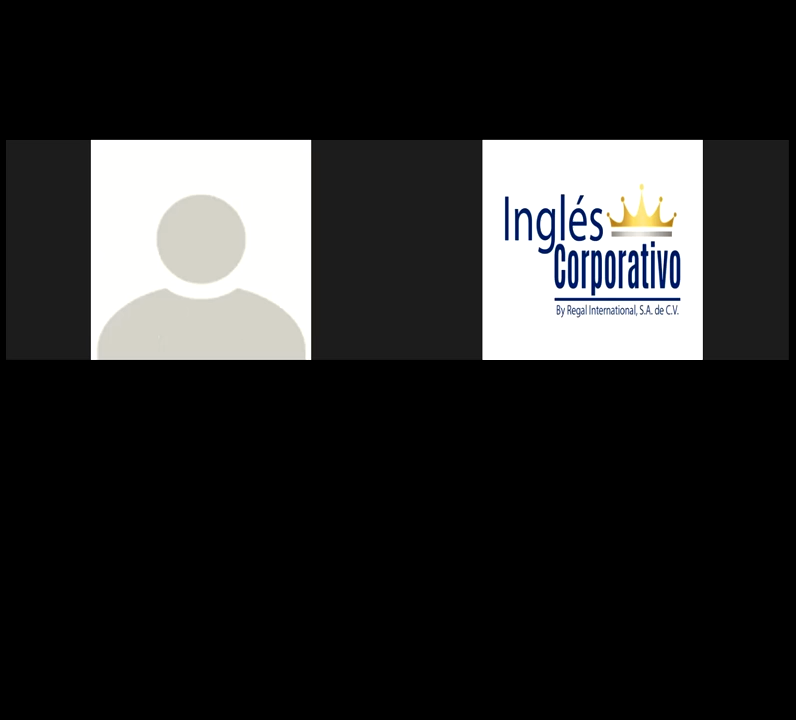 Inglés
Corporativo
By Regal International, S.A. de C.V.